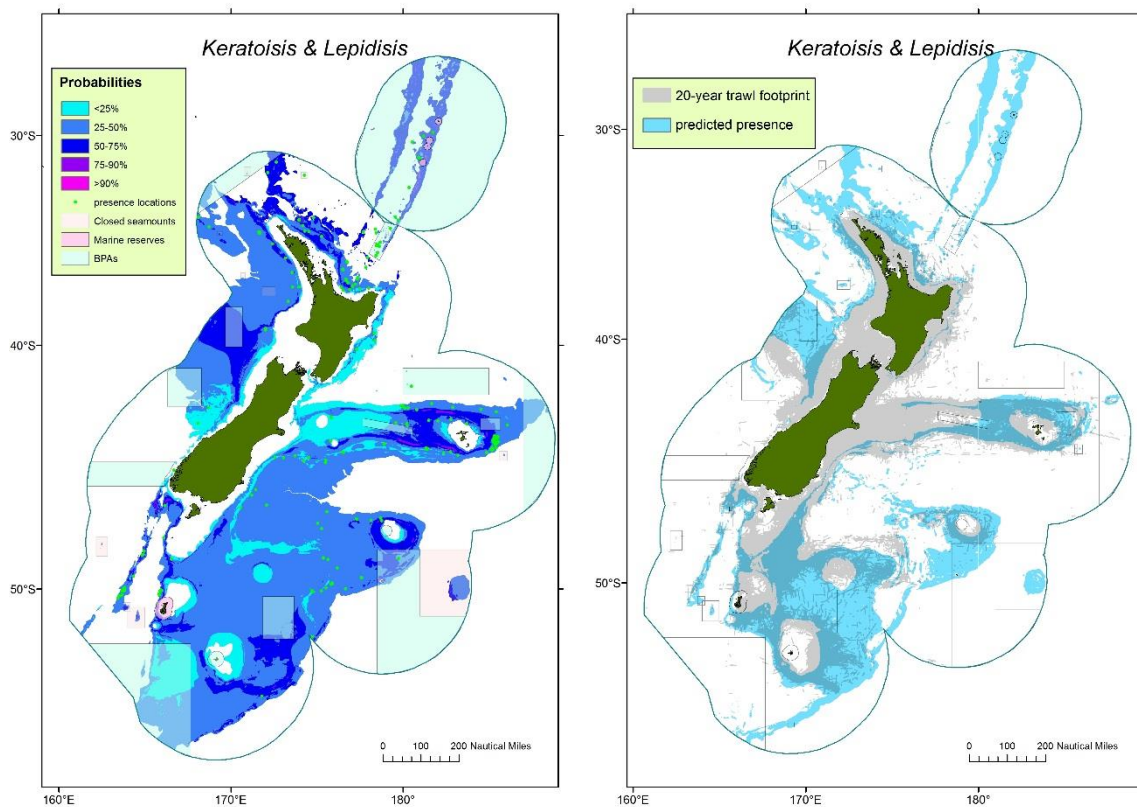 Keratoisis & Lepidisis
Probabilities
<25%
25-50%
50-75%
75-90%
>90%
presence locations
Closed seamounts
Marine reserves
BPAs
30°S
40°S
50°S
0 100 200 Nautical Miles
160°E
170°E
180°
Keratoisis & Lepidisis
20-year trawl footprint
predicted presence
30°S
40°S
50°S
0 100 200 Nautical Miles
160°E
170°E
180°